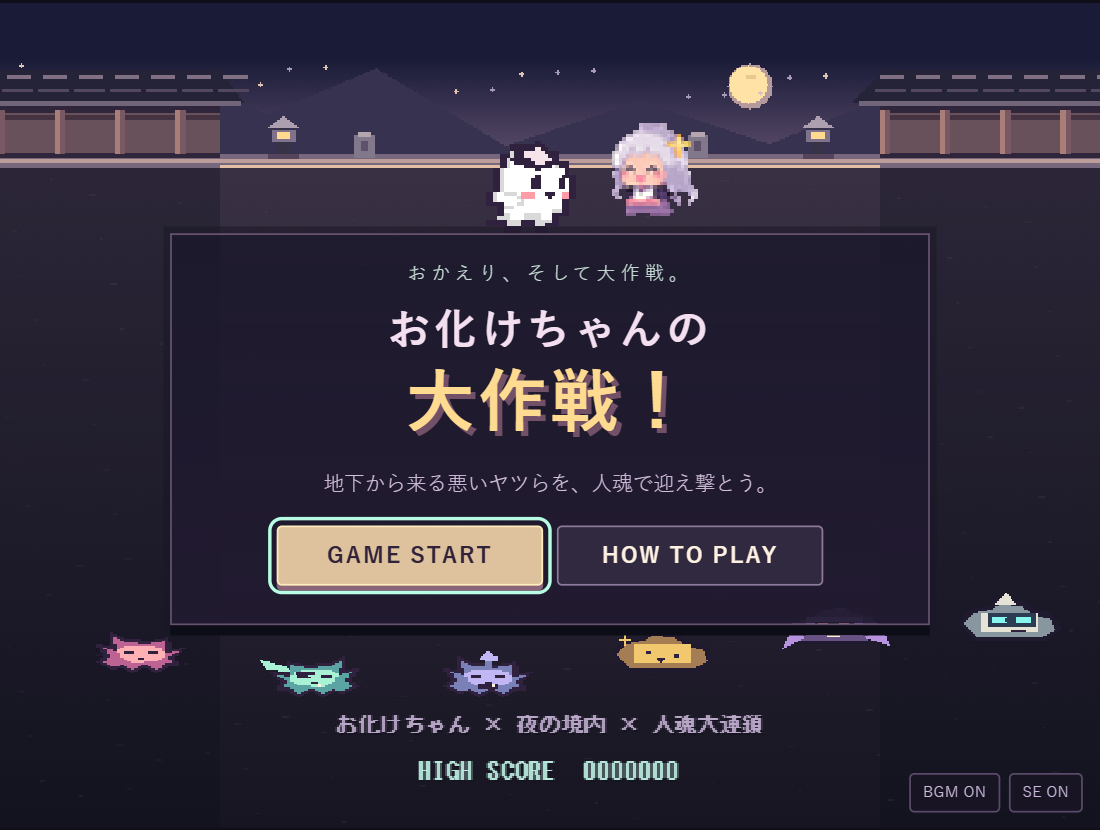 おかえり、そして大作戦。
お化けちゃんの
大作戦！
地下から来る悪いヤツらを、人魂で迎え撃とう。
GAME START
HOW TO PLAY
お化けちゃん × 夜の境内 × 人魂大連鎖
HIGH SCORE 0000000
BGM ON
SE ON